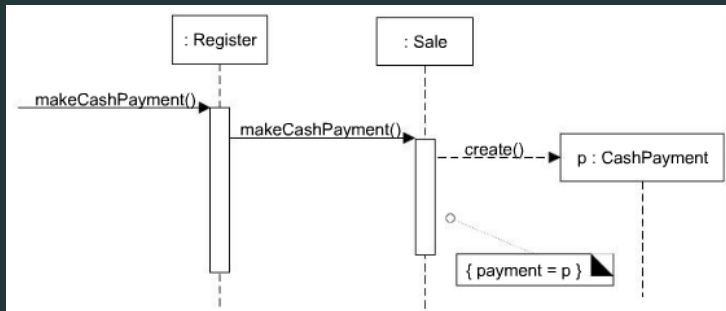 : Register
: Sale
makeCashPayment()
makeCashPayment()
create()
p : CashPayment
{ payment = p }